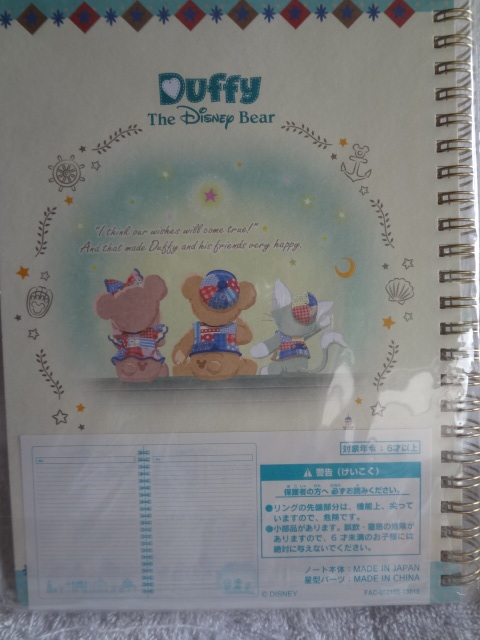 Duffy
The Disney Bear
"I think our wishes will come true!"
And that made Duffy and his friends very happy.
対象年令：6才以上
警告（けいこく）
保護者の方へ 必ずお読みください。
●リングの先端部分は、機能上、尖って
いますので、危険です。
●小部品があります。誤飲・窒息の危険が
ありますので、6才未満のお子様には
絶対に与えないでください。
ノート本体：MADE IN JAPAN
星型パーツ：MADE IN CHINA
© DISNEY